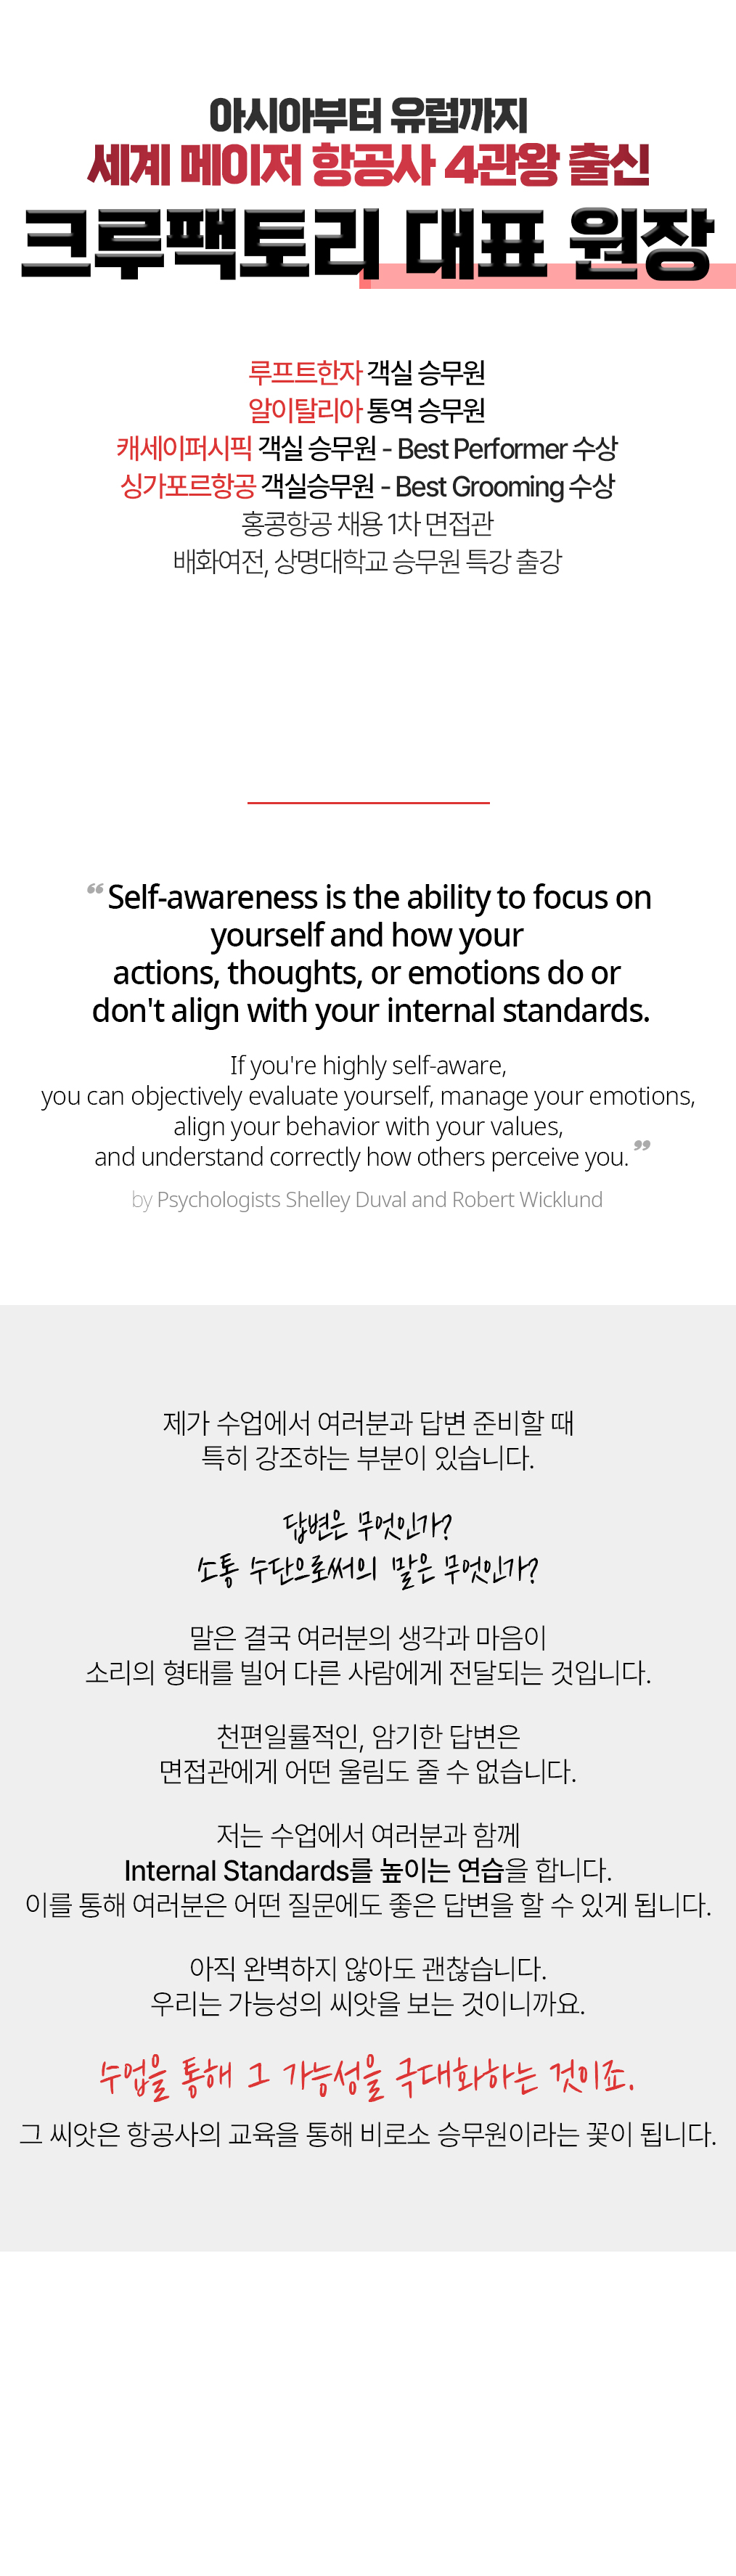 아시아부터 유럽까지
세계 메이저 항공사 4관왕 출신
크루팩토리 대표 원장
루프트한자 객실 승무원
알이탈리아 통역 승무원
캐세이퍼시픽 객실 승무원 - Best Performer 수상
싱가포르항공 객실승무원 - Best Grooming 수상
홍콩항공 채용 1차 면접관
배화여전, 상명대학교 승무원 특강 출강
“ Self-awareness is the ability to focus on
yourself and how your
actions, thoughts, or emotions do or
don't align with your internal standards.
If you're highly self-aware,
you can objectively evaluate yourself, manage your emotions,
align your behavior with your values,
and understand correctly how others perceive you. ”
by Psychologists Shelley Duval and Robert Wicklund
제가 수업에서 여러분과 답변 준비할 때
특히 강조하는 부분이 있습니다.
답변은 무엇인가?
소통 수단으로써의 말은 무엇인가?
말은 결국 여러분의 생각과 마음이
소리의 형태를 빌어 다른 사람에게 전달되는 것입니다.
천편일률적인, 암기한 답변은
면접관에게 어떤 울림도 줄 수 없습니다.
저는 수업에서 여러분과 함께
Internal Standards를 높이는 연습을 합니다.
이를 통해 여러분은 어떤 질문에도 좋은 답변을 할 수 있게 됩니다.
아직 완벽하지 않아도 괜찮습니다.
우리는 가능성의 씨앗을 보는 것이니까요.
수업을 통해 그 가능성을 극대화하는 것이죠.
그 씨앗은 항공사의 교육을 통해 비로소 승무원이라는 꽃이 됩니다.